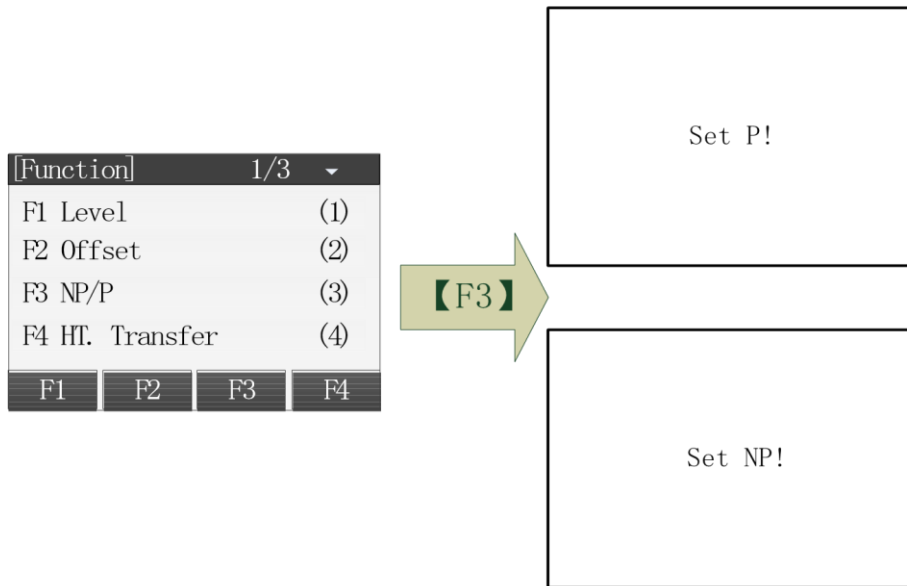 [Function] 1/3
F1 Level (1)
F2 Offset (2)
F3 NP/P (3)
F4 HT. Transfer (4)
F1 F2 F3 F4
【F3】
Set P!
Set NP!